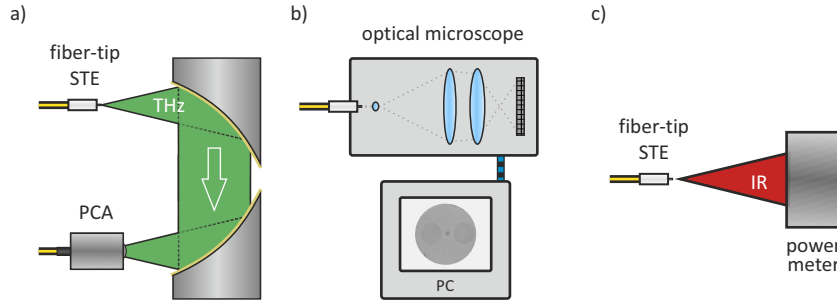 a)
fiber-tip
STE
THz
PCA
b)
optical microscope
PC
c)
fiber-tip
STE
IR
power
meter